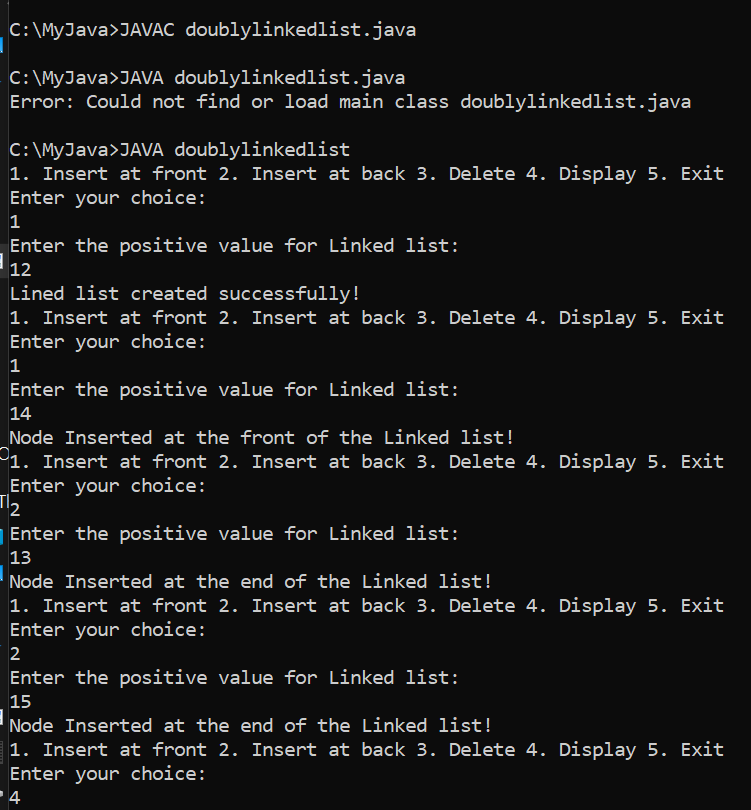 C:\MyJava>JAVAC doublylinkedlist.java
C:\MyJava>JAVA doublylinkedlist.java
Error: Could not find or load main class doublylinkedlist.java
C:\MyJava>JAVA doublylinkedlist
1. Insert at front 2. Insert at back 3. Delete 4. Display 5. Exit
Enter your choice:
1
Enter the positive value for Linked list:
12
Lined list created successfully!
1. Insert at front 2. Insert at back 3. Delete 4. Display 5. Exit
Enter your choice:
1
Enter the positive value for Linked list:
14
Node Inserted at the front of the Linked list!
1. Insert at front 2. Insert at back 3. Delete 4. Display 5. Exit
Enter your choice:
2
Enter the positive value for Linked list:
13
Node Inserted at the end of the Linked list!
1. Insert at front 2. Insert at back 3. Delete 4. Display 5. Exit
Enter your choice:
2
Enter the positive value for Linked list:
15
Node Inserted at the end of the Linked list!
1. Insert at front 2. Insert at back 3. Delete 4. Display 5. Exit
Enter your choice:
4